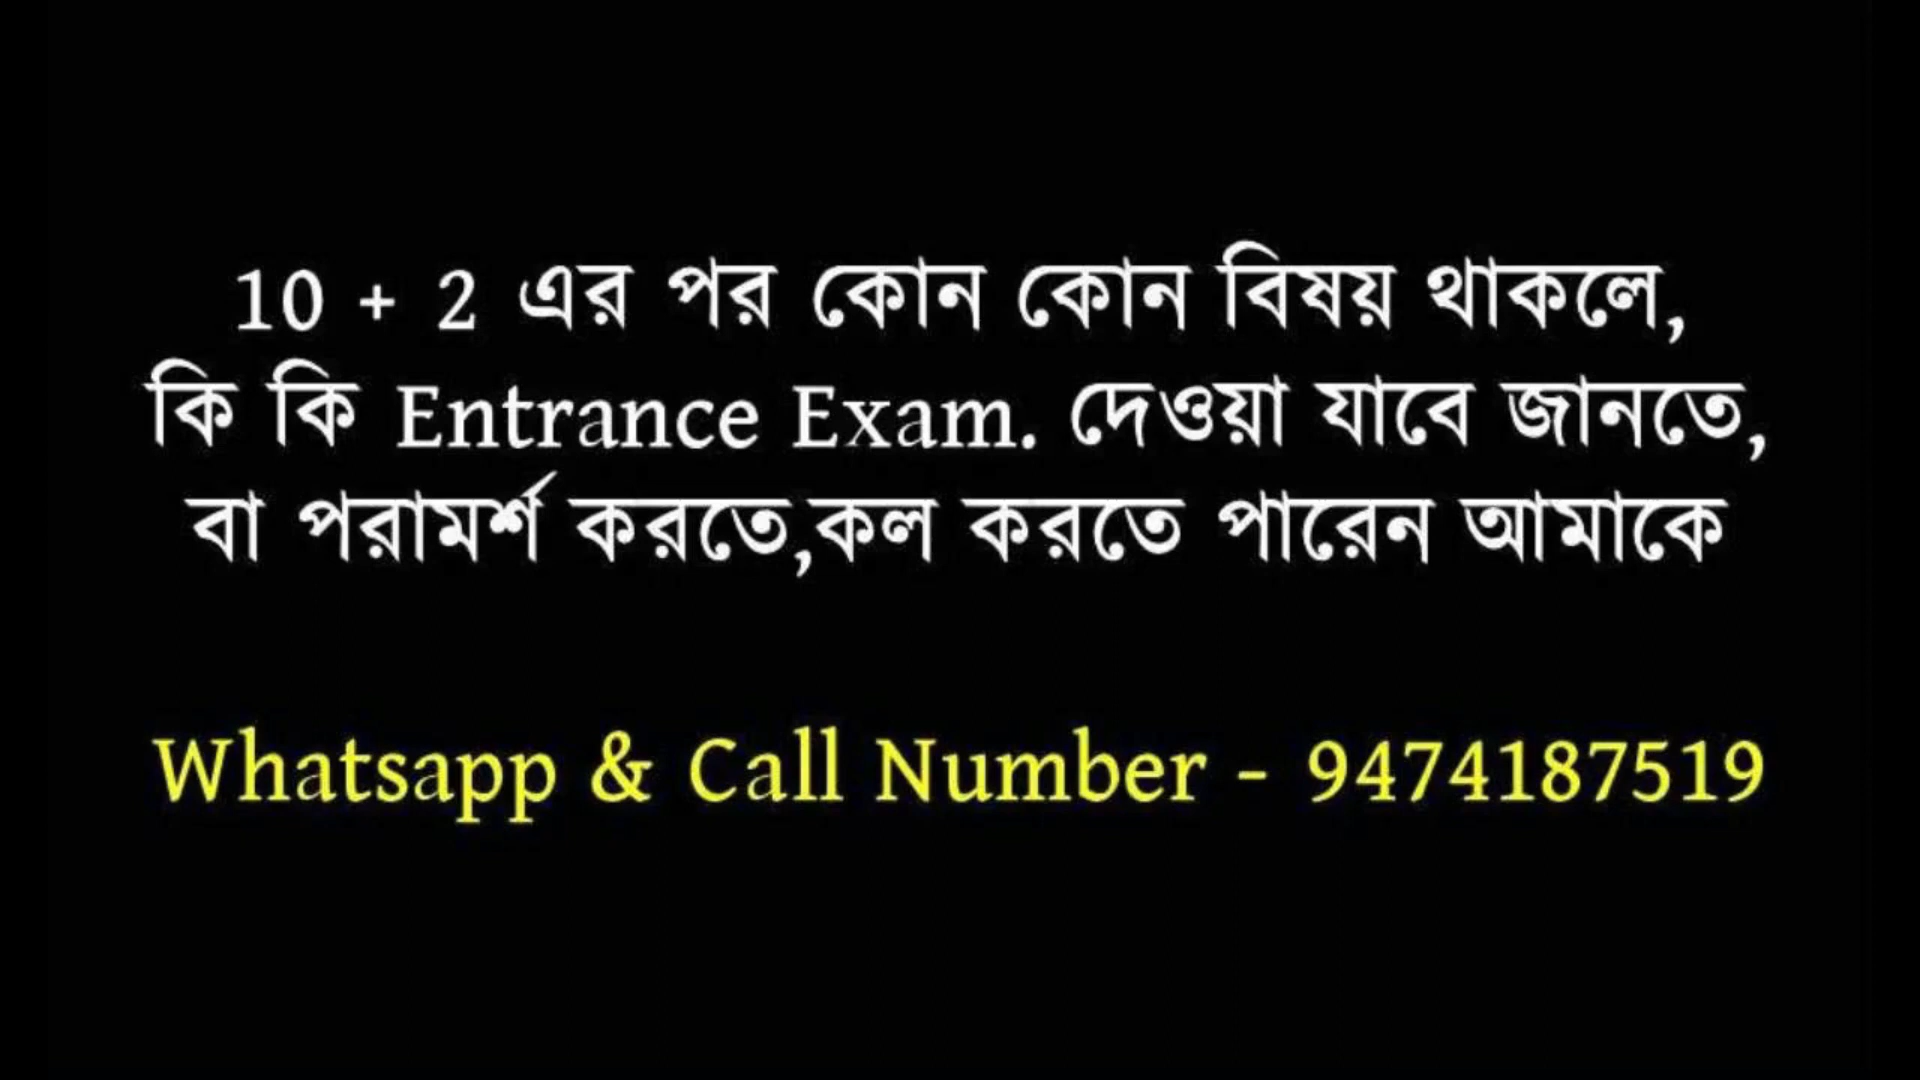 10 + 2 এর পর কোন কোন বিষয় থাকলে,
কি কি Entrance Exam. দেওয়া যাবে জানতে,
বা পরামর্শ করতে,কল করতে পারেন আমাকে
Whatsapp & Call Number - 9474187519